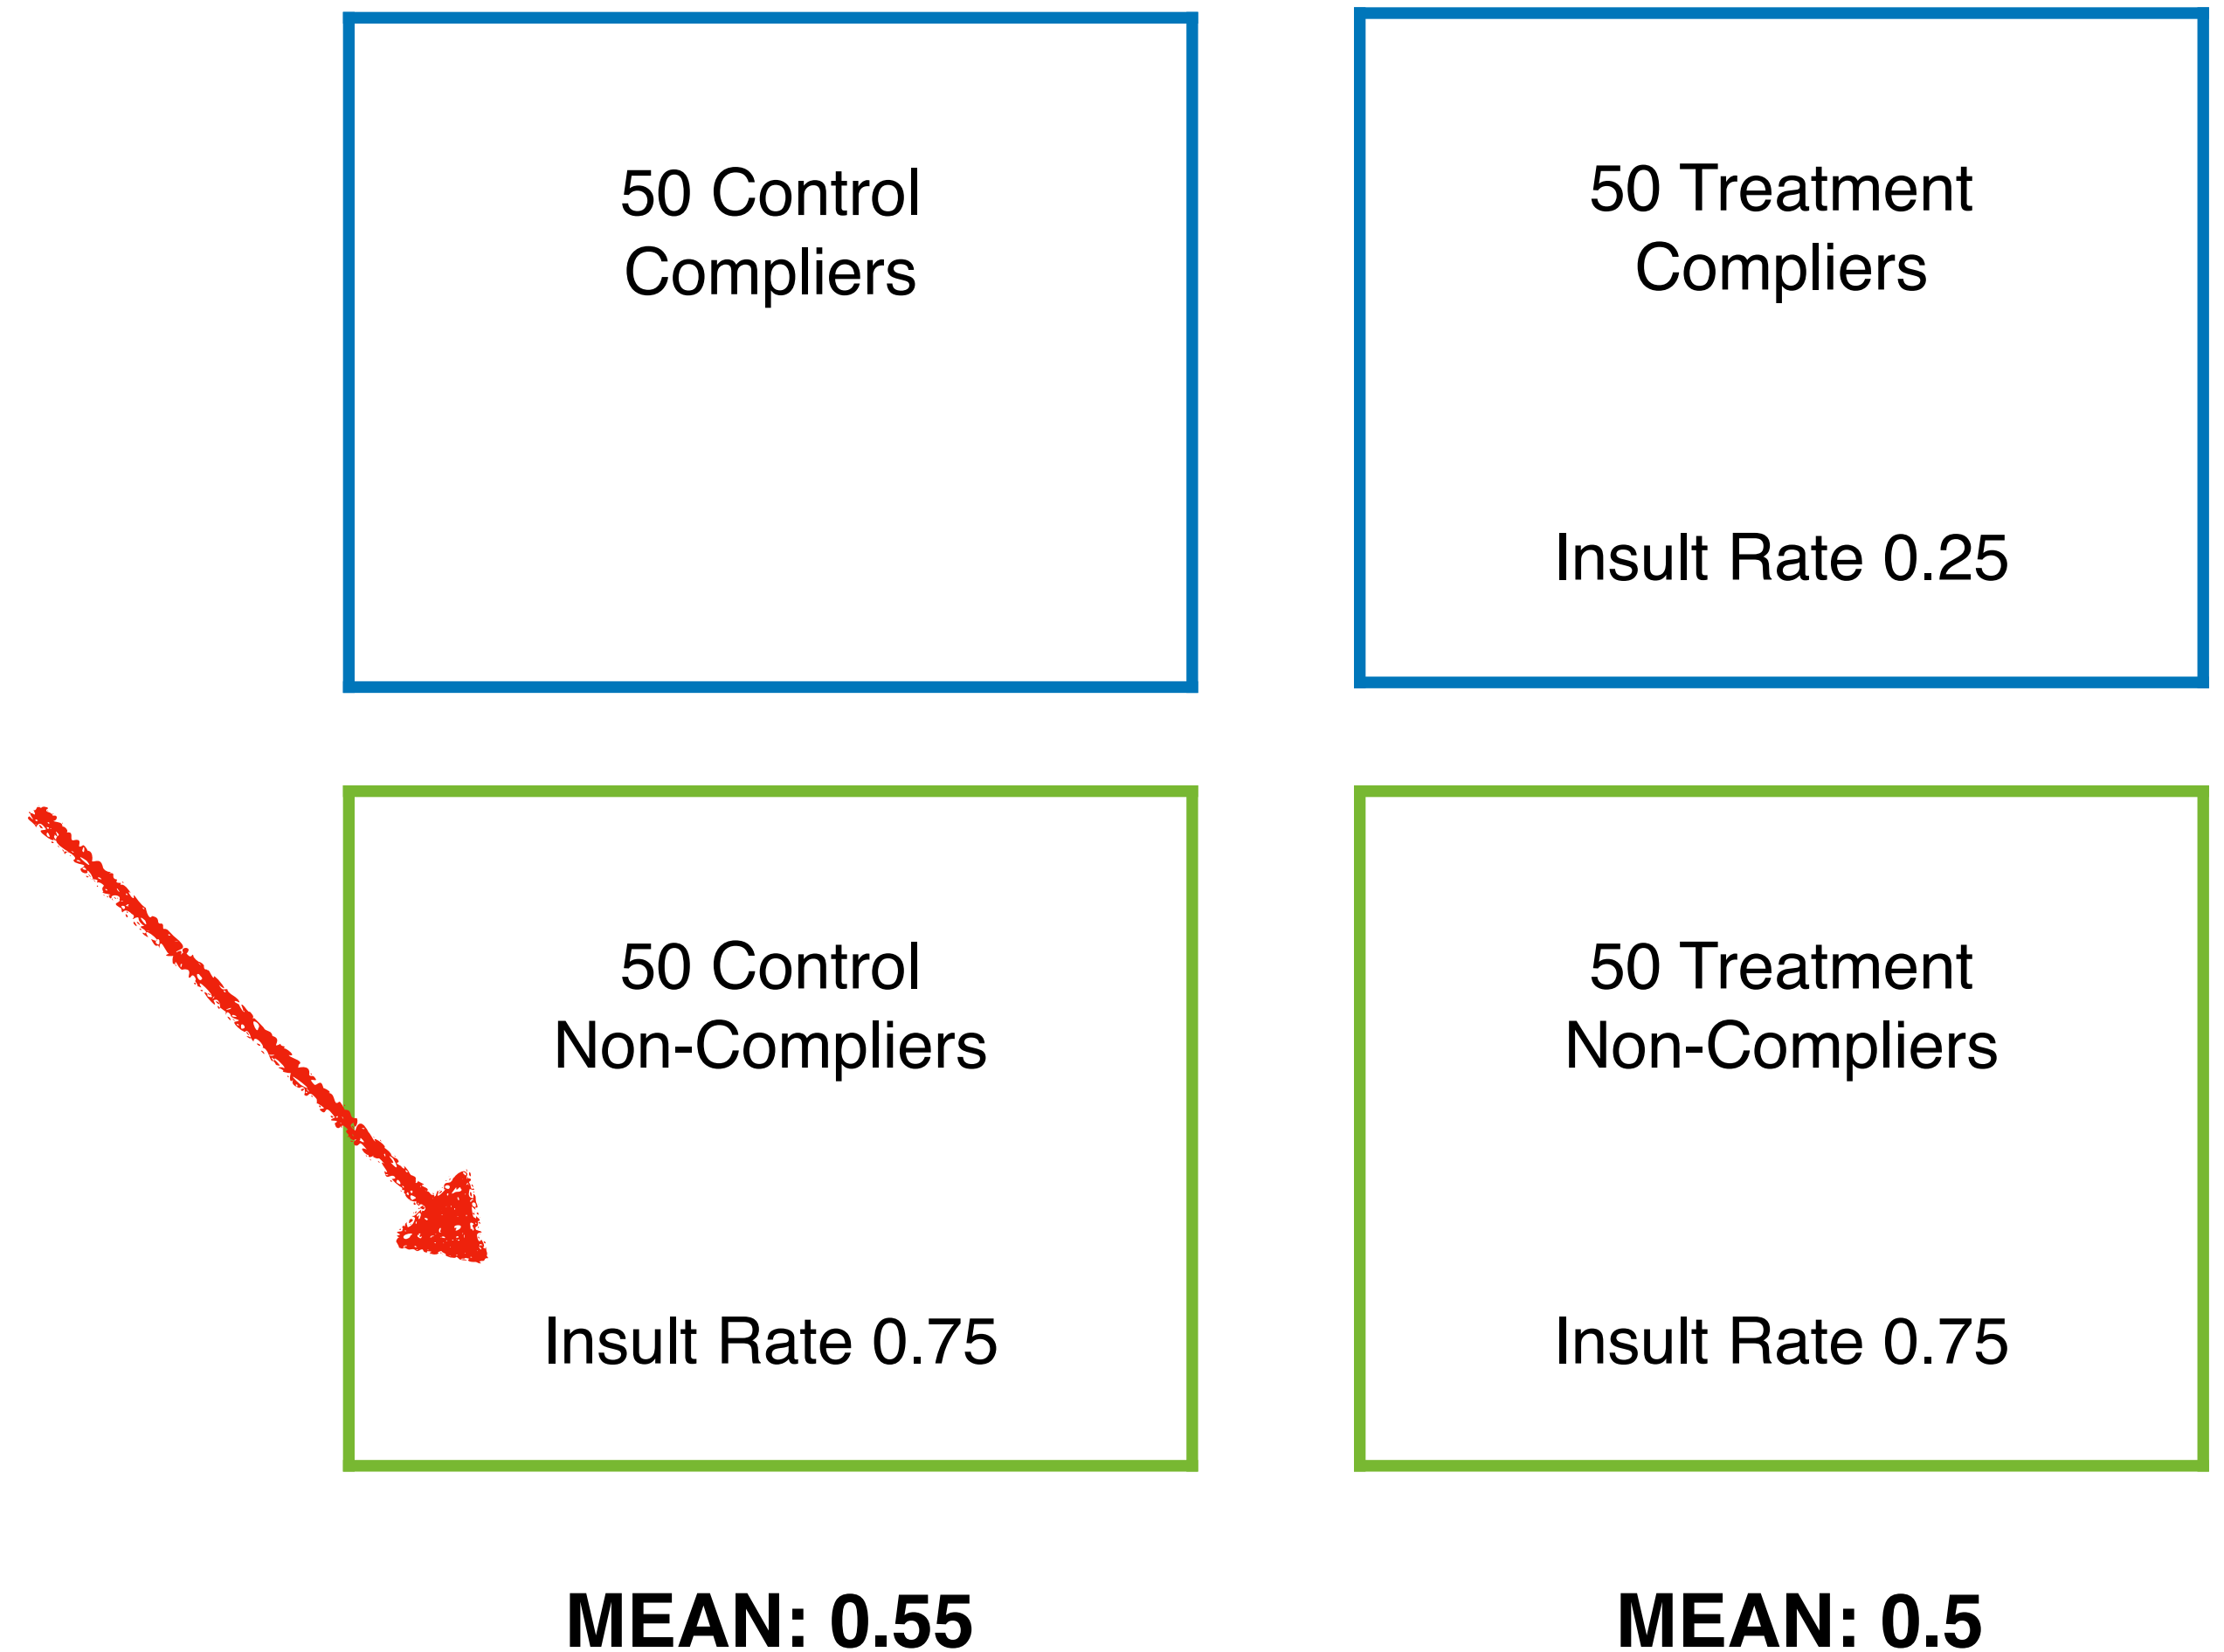 50 Control
Compliers
50 Treatment
Compliers
Insult Rate 0.25
50 Control
Non-Compliers
Insult Rate 0.75
50 Treatment
Non-Compliers
Insult Rate 0.75
MEAN: 0.55
MEAN: 0.5